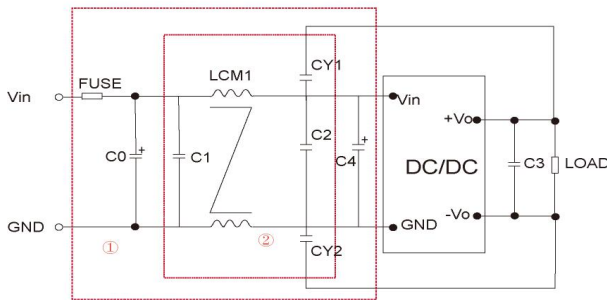 CY1
LCM1
FUSE
Vin
Vin
+Vo
C2
C0
+
C1
C4
+
DC/DC
C3
LOAD
-Vo
GND
GND
①
②
CY2